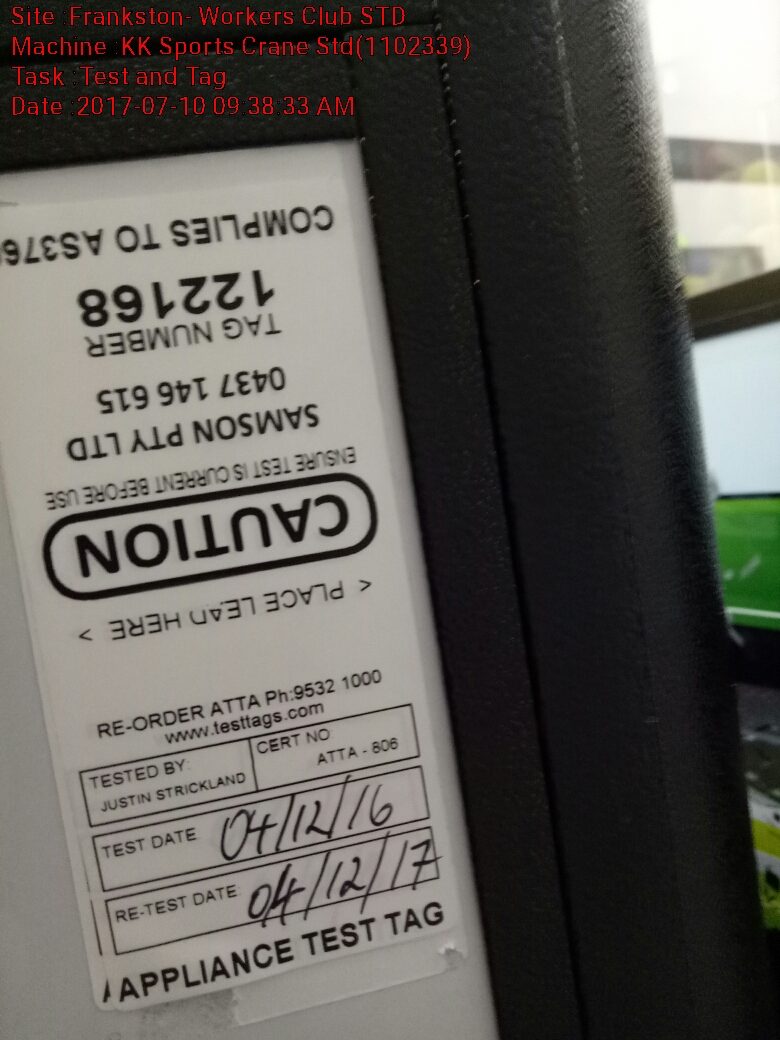 Site :Frankston- Workers Club STD
Machine :KK Sports Crane Std(1102339)
Task :Test and Tag
Date :2017-07-10 09:38:33 AM
RE-ORDER ATTA Ph:9532 1000
www.testtags.com
TESTED BY:
JUSTIN STRICKLAND
CERT NO:
ATTA - 606
TEST DATE: 04/12/16
RE-TEST DATE: 04/12/17
APPLIANCE TEST TAG
< PLACE LEAD HERE >
CAUTION
ENSURE TEST IS CURRENT BEFORE USE
SAMSON PTY LTD
0437 146 615
TAG NUMBER
122168
COMPLIES TO